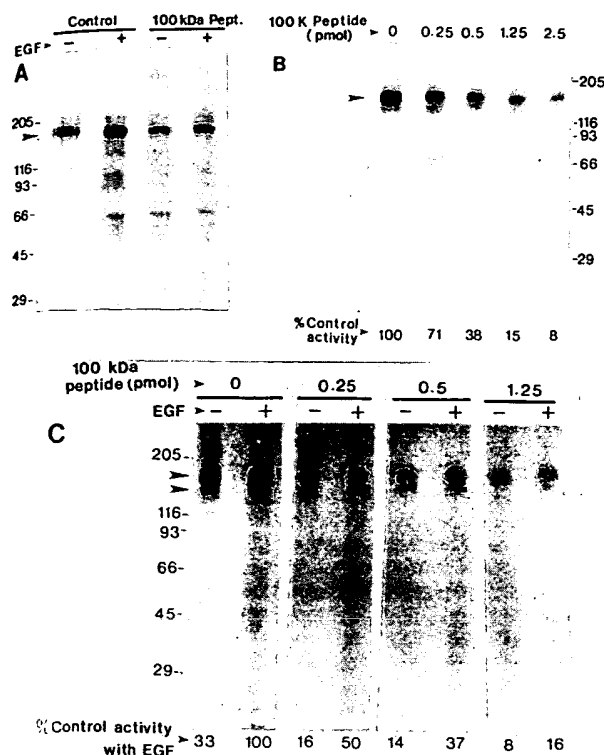 Control 100 kDa Pept.
EGF - + - +
A
205-
116-
93-
66-
45-
29-
100 K Peptide (pmol) 0 0.25 0.5 1.25 2.5
B
-205
-116
-93
-66
-45
-29
% Control activity 100 71 38 15 8
100 kDa peptide (pmol) 0 0.25 0.5 1.25
EGF - + - + - + - +
C
205-
116-
93-
66-
45-
29-
% Control activity with EGF 33 100 16 50 14 37 8 16